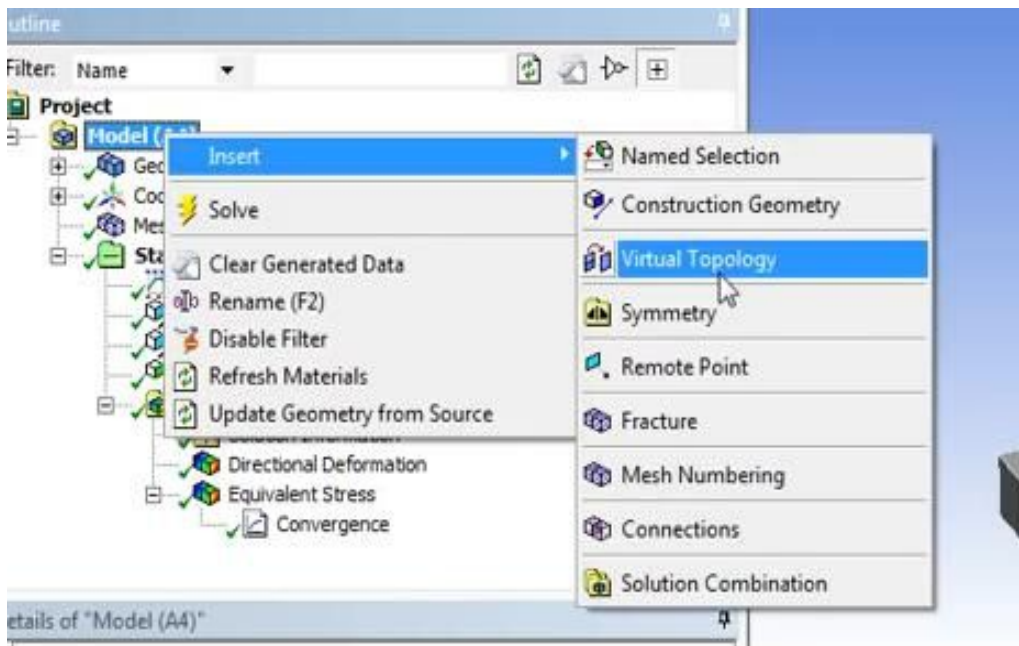 utline
Filter: Name
Project
Model (A4)
Insert
Named Selection
Geo
Construction Geometry
Coo
Solve
Mes
Virtual Topology
Sta
Clear Generated Data
Rename (F2)
Symmetry
Disable Filter
Remote Point
Refresh Materials
Update Geometry from Source
Fracture
Solution Information
Directional Deformation
Mesh Numbering
Equivalent Stress
Convergence
Connections
Solution Combination
etails of "Model (A4)"